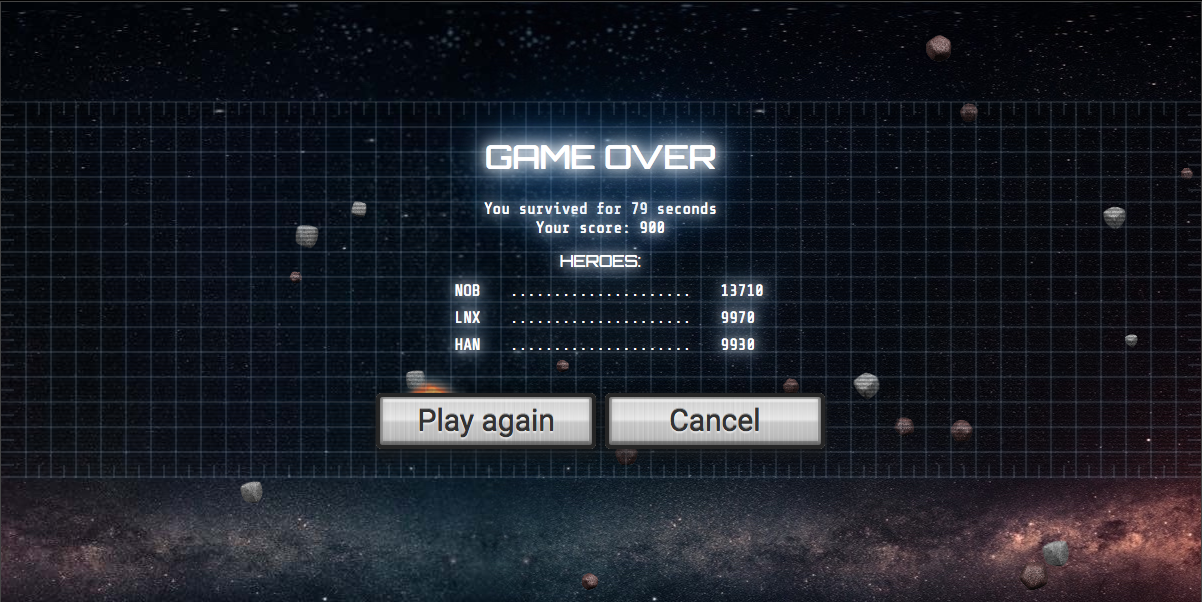 GAME OVER
You survived for 79 seconds
Your score: 900
HEROES:
NOB ..................... 13710
LNX ..................... 9970
HAN ..................... 9930
Play again Cancel